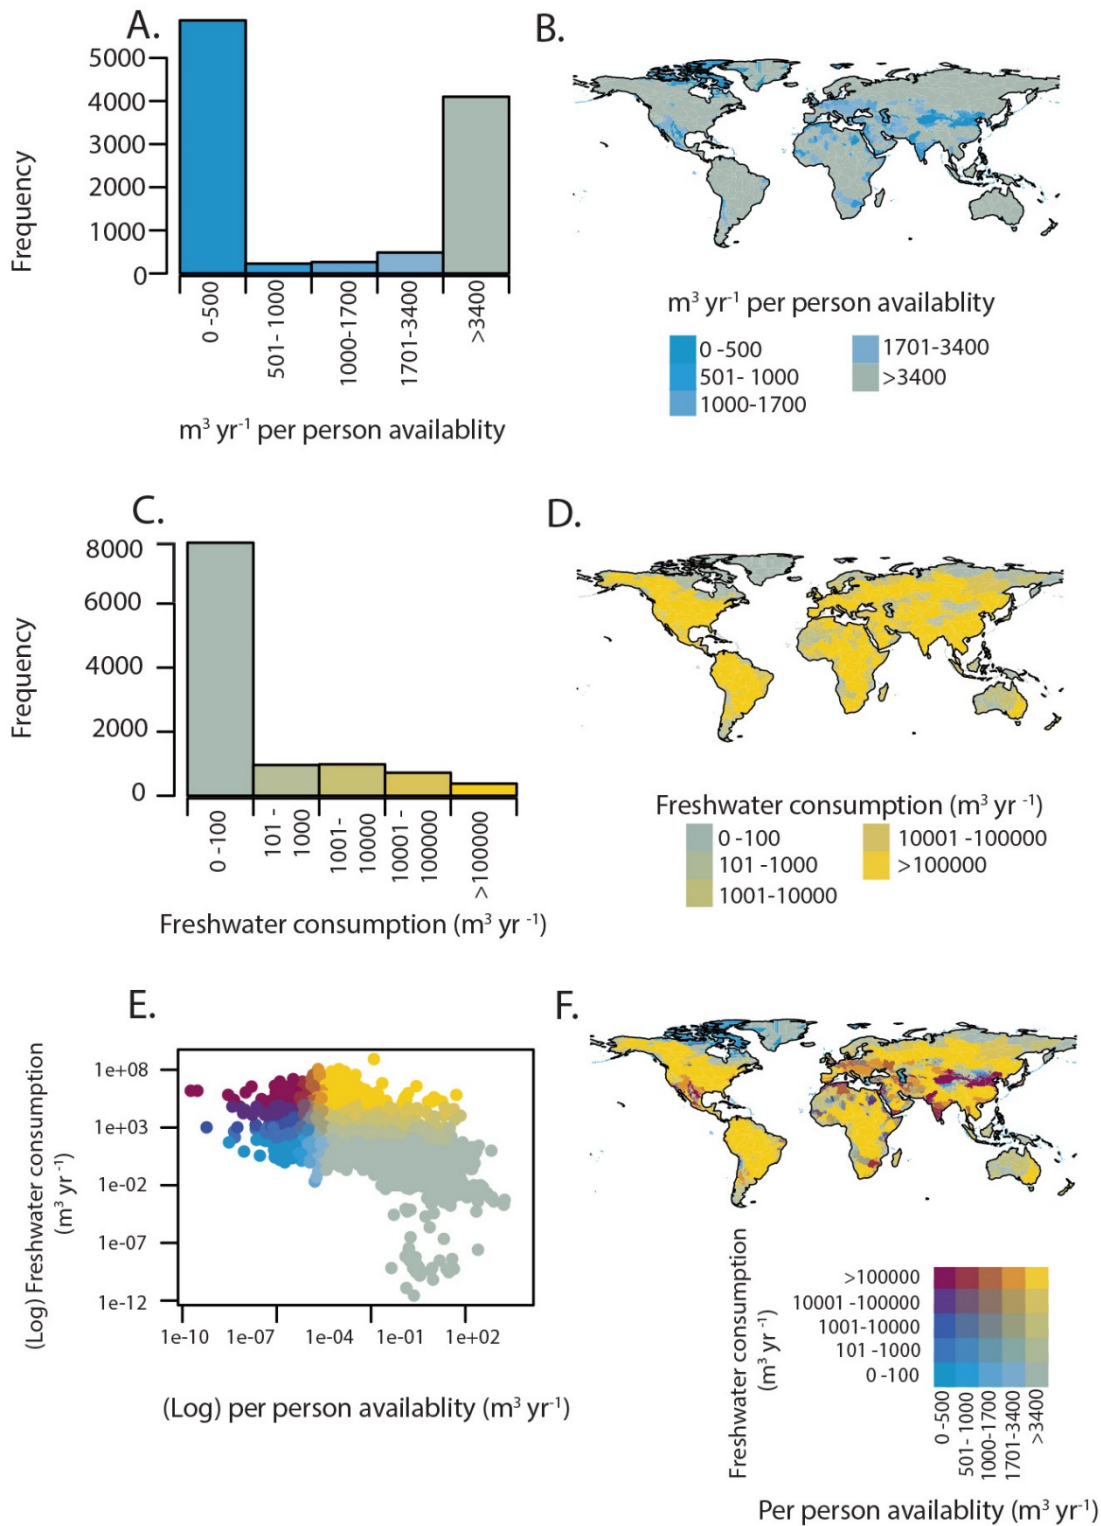 A.
5000
4000
3000
2000
1000
0
Frequency
0 -500
501- 1000
1000-1700
1701-3400
>3400
m³ yr⁻¹ per person availablity
B.
m³ yr⁻¹ per person availablity
0 -500
501- 1000
1000-1700
1701-3400
>3400
C.
8000
6000
4000
2000
0
Frequency
0 -100
101 -
1000
1001-
10000
10001 -
100000
>100000
Freshwater consumption (m³ yr ⁻¹)
D.
Freshwater consumption (m³ yr ⁻¹)
0 -100
101 -1000
1001-10000
10001 -100000
>100000
E.
(Log) Freshwater consumption
(m³ yr⁻¹)
1e+08
1e+03
1e-02
1e-07
1e-12
1e-10
1e-07
1e-04
1e-01
1e+02
(Log) per person availablity (m³ yr⁻¹)
F.
Freshwater consumption
(m³ yr⁻¹)
>100000
10001 -100000
1001-10000
101 -1000
0 -100
0 -500
501- 1000
1000-1700
1701-3400
>3400
Per person availablity (m³ yr⁻¹)